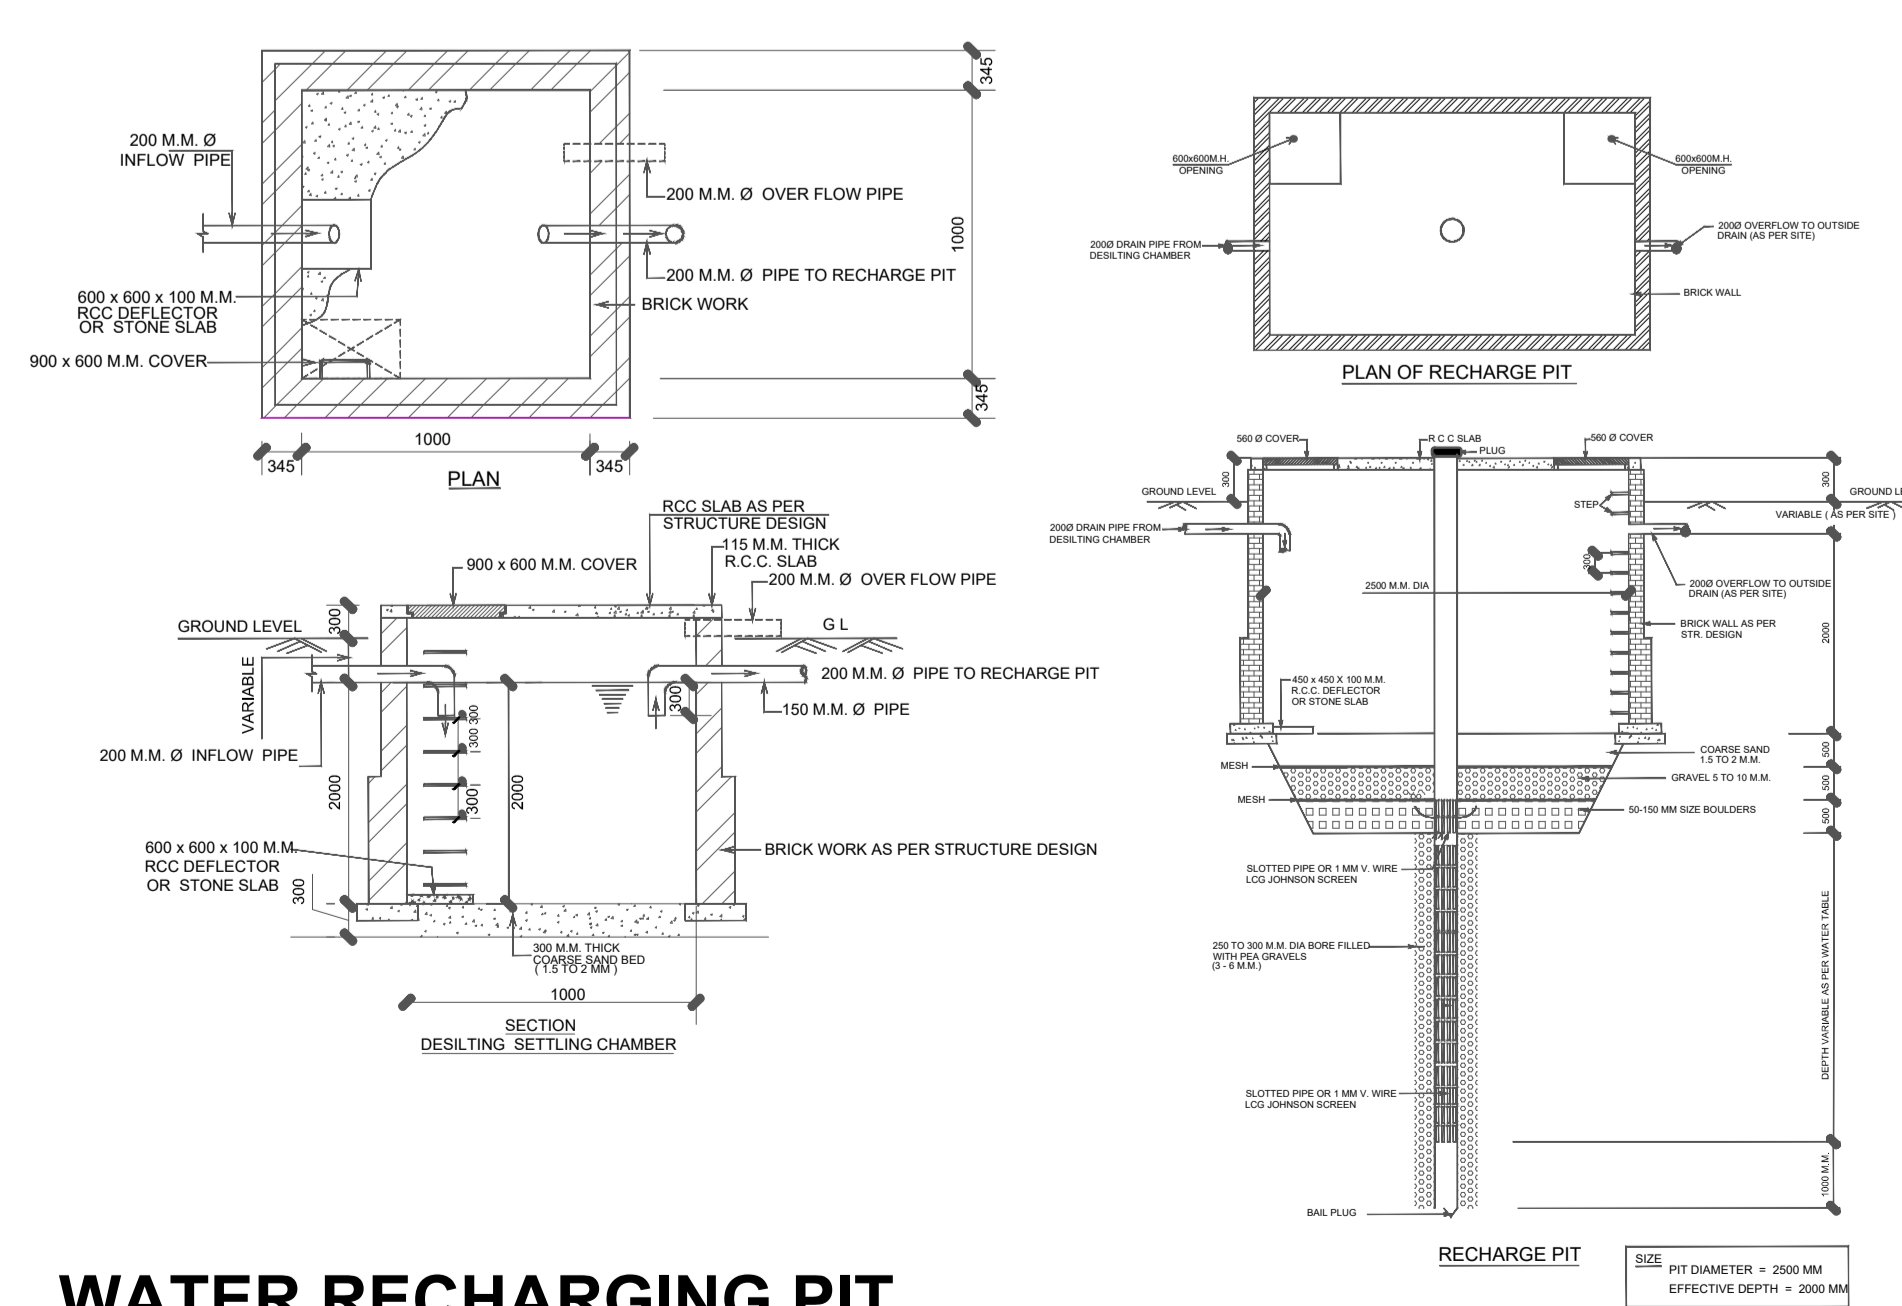 200 M.M. Ø
INFLOW PIPE
600 x 600 x 100 M.M.
RCC DEFLECTOR
OR STONE SLAB
900 x 600 M.M. COVER
200 M.M. Ø OVER FLOW PIPE
200 M.M. Ø PIPE TO RECHARGE PIT
BRICK WORK
345
1000
345
1000
345
345
PLAN
RCC SLAB AS PER
STRUCTURE DESIGN
115 M.M. THICK
R.C.C. SLAB
900 x 600 M.M. COVER
200 M.M. Ø OVER FLOW PIPE
300
GROUND LEVEL
G L
VARIABLE
200 M.M. Ø PIPE TO RECHARGE PIT
300
150 M.M. Ø PIPE
300
300
200 M.M. Ø INFLOW PIPE
2000
300
2000
600 x 600 x 100 M.M.
RCC DEFLECTOR
OR STONE SLAB
300
BRICK WORK AS PER STRUCTURE DESIGN
300 M.M. THICK
COARSE SAND BED
( 1.5 TO 2 MM )
1000
SECTION
DESILTING SETTLING CHAMBER
WATER RECHARGING PIT
600x600M.H.
OPENING
600x600M.H.
OPENING
200Ø DRAIN PIPE FROM
DESILTING CHAMBER
200Ø OVERFLOW TO OUTSIDE
DRAIN (AS PER SITE)
BRICK WALL
PLAN OF RECHARGE PIT
560 Ø COVER
R C C SLAB
560 Ø COVER
PLUG
300
300
GROUND LEVEL
STEP
GROUND LE
VARIABLE ( AS PER SITE )
200Ø DRAIN PIPE FROM
DESILTING CHAMBER
300
2500 M.M. DIA
200Ø OVERFLOW TO OUTSIDE
DRAIN (AS PER SITE)
BRICK WALL AS PER
STR. DESIGN
2000
450 x 450 X 100 M.M.
R.C.C. DEFLECTOR
OR STONE SLAB
COARSE SAND
1.5 TO 2 M.M.
500
MESH
GRAVEL 5 TO 10 M.M.
500
MESH
50-150 MM SIZE BOULDERS
500
SLOTTED PIPE OR 1 MM V. WIRE
LCG JOHNSON SCREEN
250 TO 300 M.M. DIA BORE FILLED
WITH PEA GRAVELS
(3 - 6 M.M.)
DEPTH VARIABLE AS PER WATER TABLE
SLOTTED PIPE OR 1 MM V. WIRE
LCG JOHNSON SCREEN
1000 M.M.
BAIL PLUG
RECHARGE PIT
SIZE
PIT DIAMETER = 2500 MM
EFFECTIVE DEPTH = 2000 MM